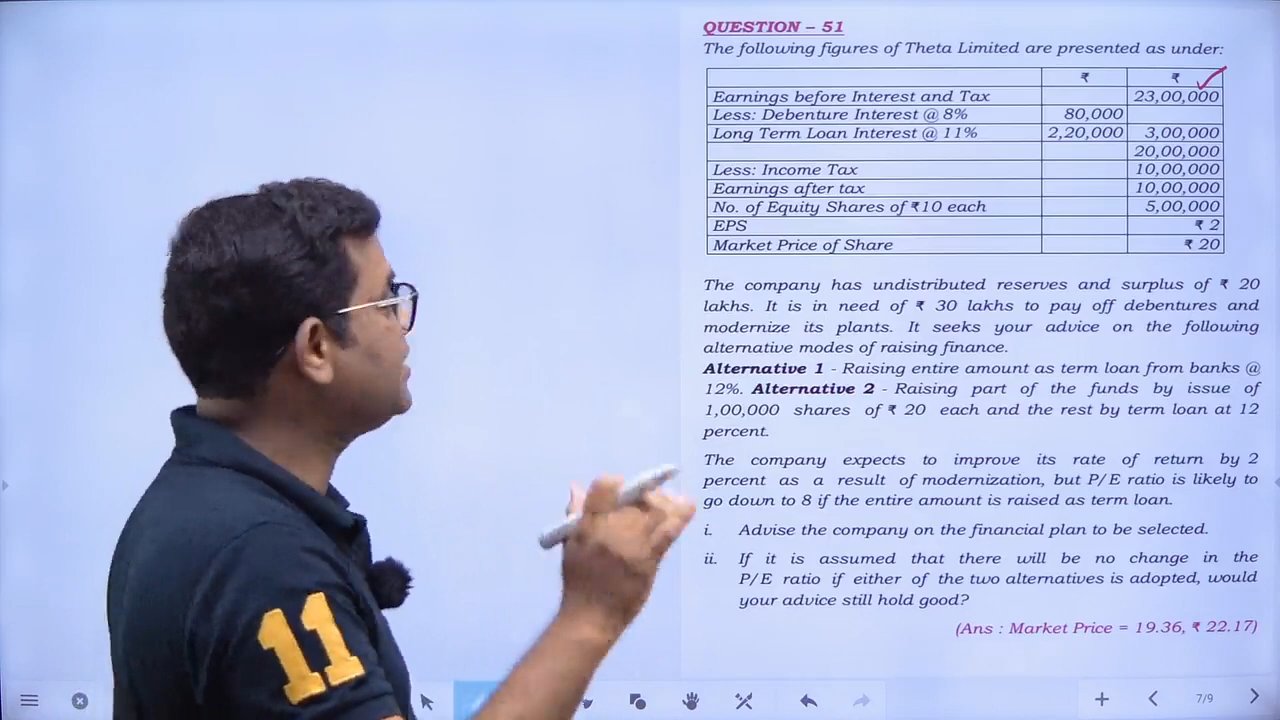 QUESTION – 51
The following figures of Theta Limited are presented as under:
₹ ₹
Earnings before Interest and Tax 23,00,000
Less: Debenture Interest @ 8% 80,000
Long Term Loan Interest @ 11% 2,20,000 3,00,000
20,00,000
Less: Income Tax 10,00,000
Earnings after tax 10,00,000
No. of Equity Shares of ₹10 each 5,00,000
EPS ₹ 2
Market Price of Share ₹ 20
The company has undistributed reserves and surplus of ₹ 20
lakhs. It is in need of ₹ 30 lakhs to pay off debentures and
modernize its plants. It seeks your advice on the following
alternative modes of raising finance.
Alternative 1 - Raising entire amount as term loan from banks @
12%. Alternative 2 - Raising part of the funds by issue of
1,00,000 shares of ₹ 20 each and the rest by term loan at 12
percent.
The company expects to improve its rate of return by 2
percent as a result of modernization, but P/E ratio is likely to
go down to 8 if the entire amount is raised as term loan.
i. Advise the company on the financial plan to be selected.
ii. If it is assumed that there will be no change in the
P/E ratio if either of the two alternatives is adopted, would
your advice still hold good?
(Ans : Market Price = 19.36, ₹ 22.17)
11
7/9